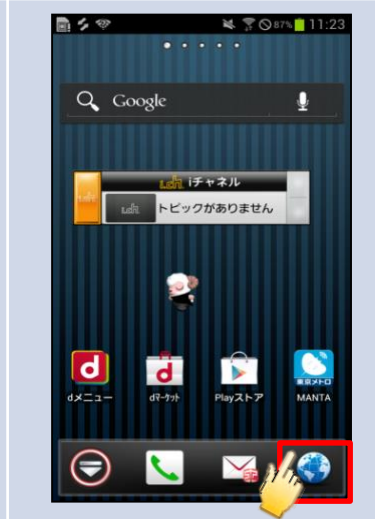 87% 11:23
Google
iチャネル
トピックがありません
dメニュー
dマーケット
Playストア
東京メトロ
MANTA